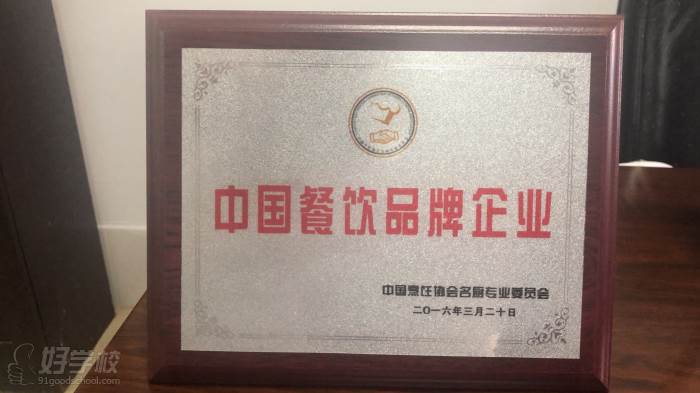 中国餐饮品牌企业
中国烹饪协会名厨专业委员会
二〇一六年三月二十日
好学校
91goodschool.com